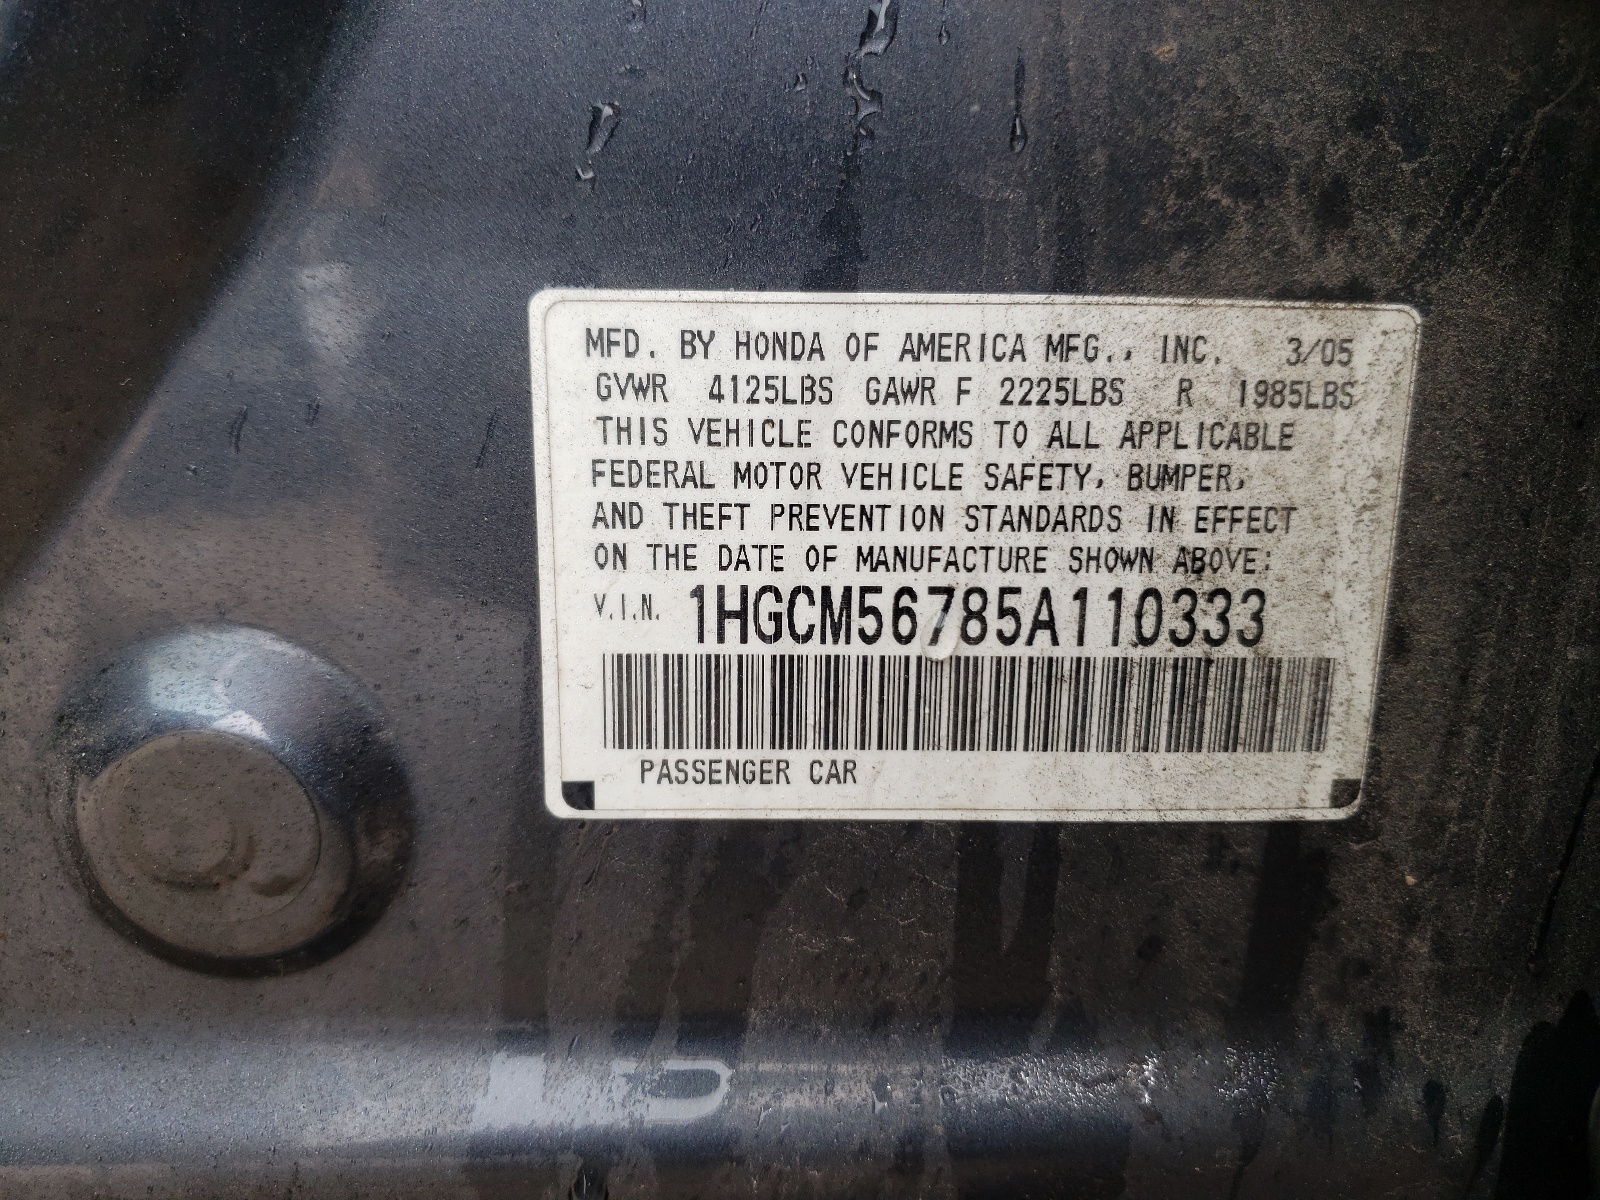 MFD. BY HONDA OF AMERICA MFG., INC. 3/05
GVWR 4125LBS GAWR F 2225LBS R 1985LBS
THIS VEHICLE CONFORMS TO ALL APPLICABLE
FEDERAL MOTOR VEHICLE SAFETY, BUMPER,
AND THEFT PREVENTION STANDARDS IN EFFECT
ON THE DATE OF MANUFACTURE SHOWN ABOVE:
V.I.N. 1HGCM56785A110333
PASSENGER CAR